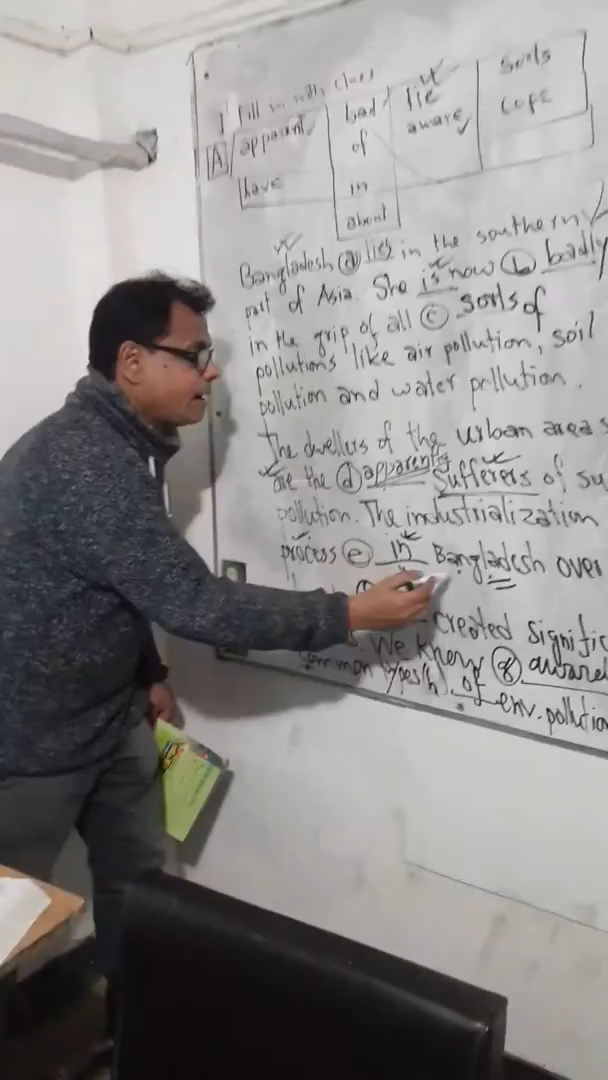 1 Fill in with clues
[A] apparent bad lie sorts
have of aware cope
in
about
Bangladesh (a) lies in the southern
part of Asia. She is now (b) badly
in the grip of all (c) sorts of
pollutions like air pollution, soil
pollution and water pollution.
The dwellers of the urban areas
are the (d) apparently sufferers of su
pollution. The industrialization
process (e) in Bangladesh over
created signific
We know (g)
common types (h) of env. pollution